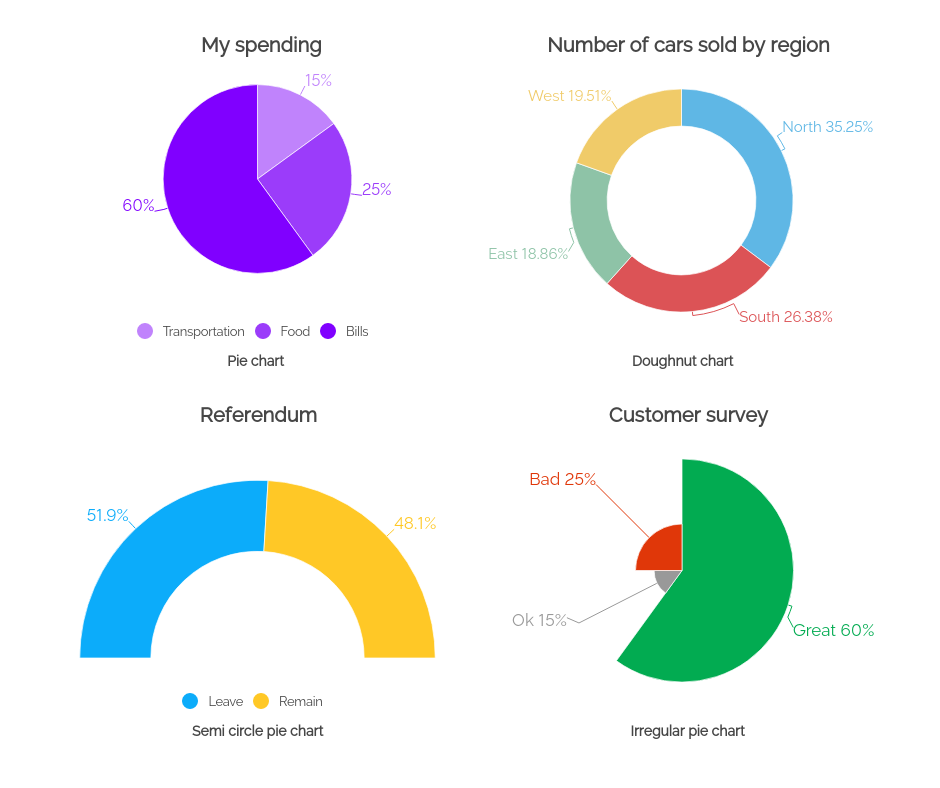 My spending
15%
25%
60%
Transportation Food Bills
Pie chart
Number of cars sold by region
West 19.51%
North 35.25%
East 18.86%
South 26.38%
Doughnut chart
Referendum
51.9%
48.1%
Leave Remain
Semi circle pie chart
Customer survey
Bad 25%
Ok 15%
Great 60%
Irregular pie chart